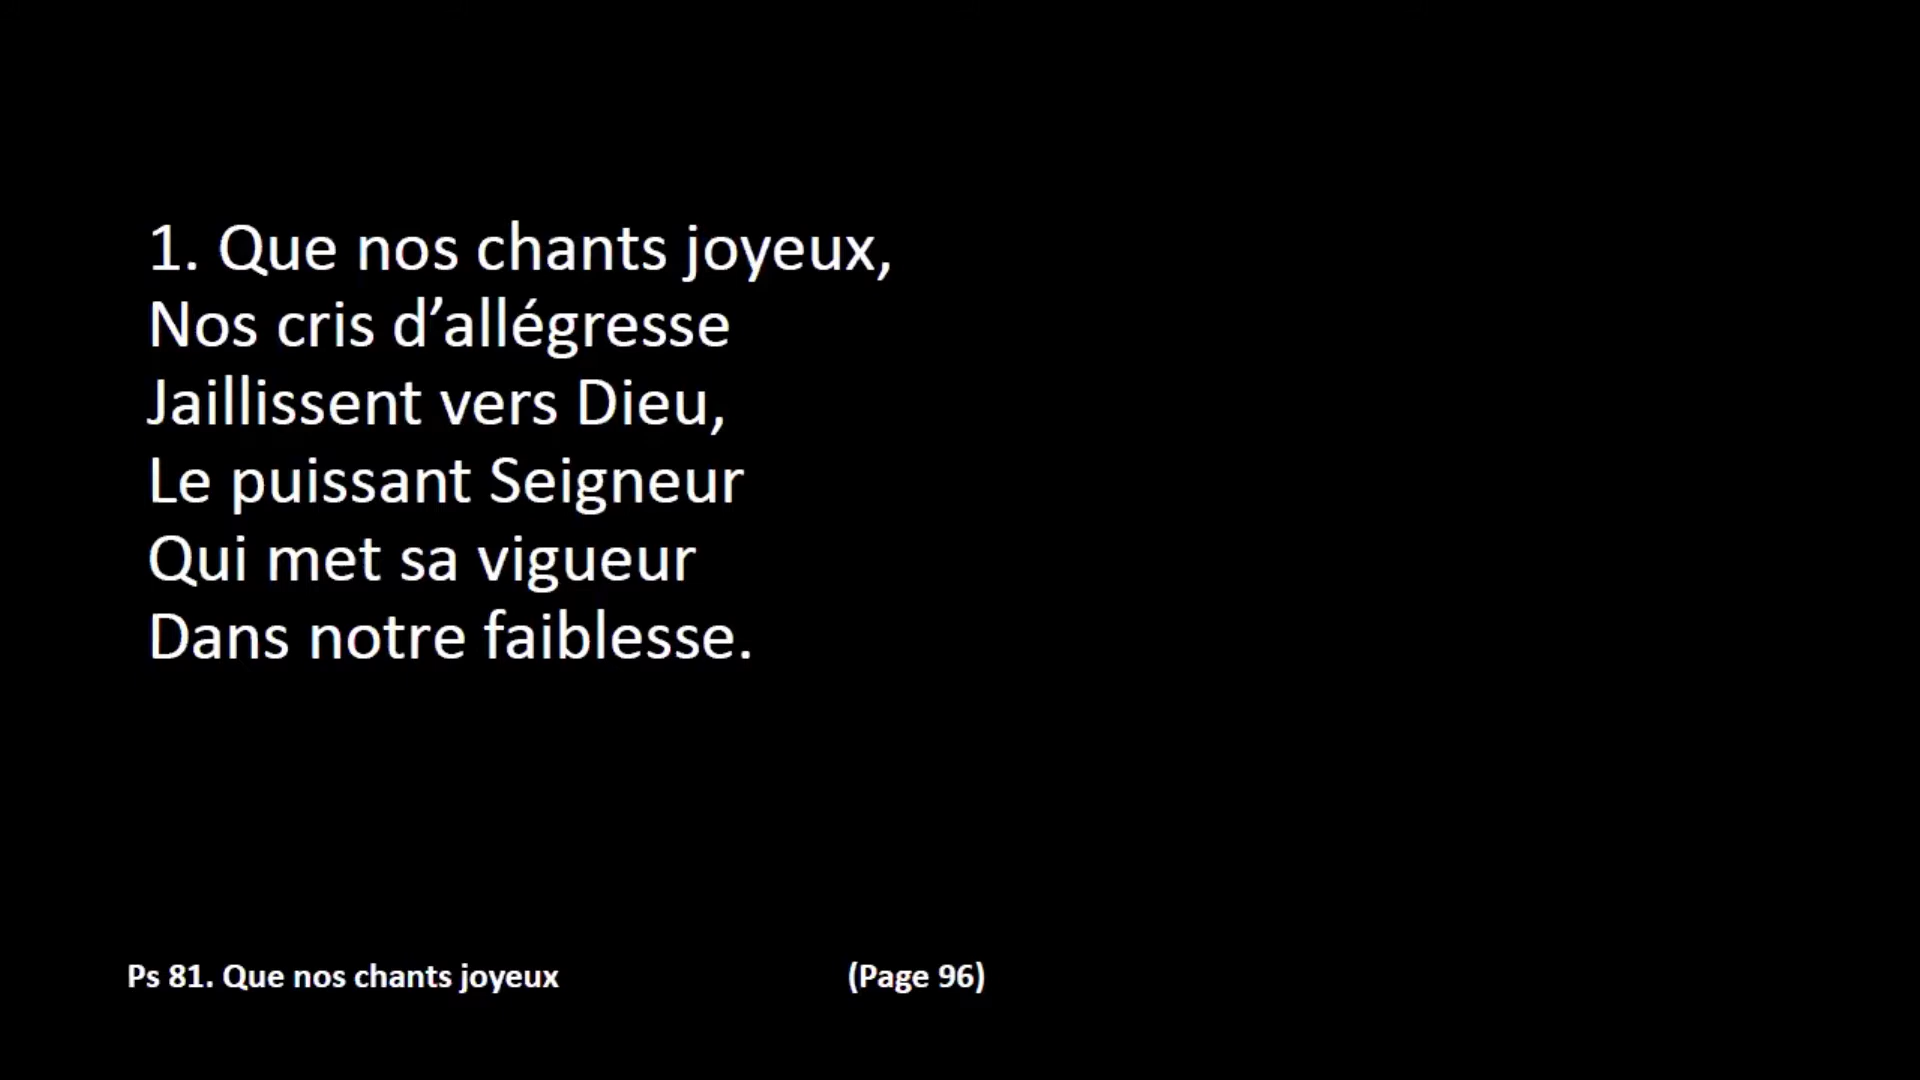 1. Que nos chants joyeux,
Nos cris d’allégresse
Jaillissent vers Dieu,
Le puissant Seigneur
Qui met sa vigueur
Dans notre faiblesse.
Ps 81. Que nos chants joyeux (Page 96)